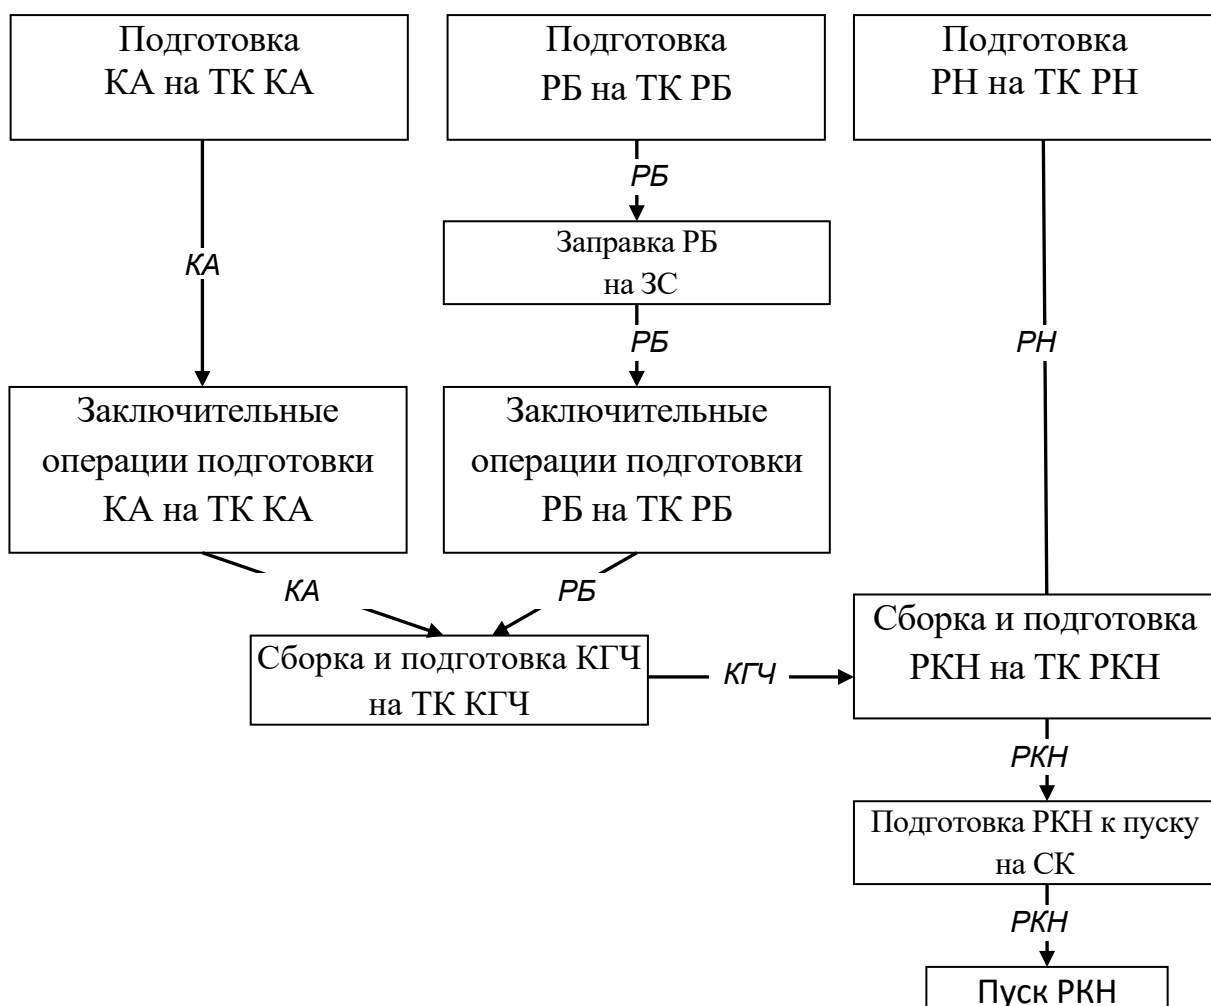 Подготовка
КА на ТК КА
Подготовка
РБ на ТК РБ
Подготовка
РН на ТК РН
РБ
Заправка РБ
на ЗС
КА
РБ
РН
Заключительные
операции подготовки
КА на ТК КА
Заключительные
операции подготовки
РБ на ТК РБ
КА
РБ
Сборка и подготовка КГЧ
на ТК КГЧ
КГЧ
Сборка и подготовка
РКН на ТК РКН
РКН
Подготовка РКН к пуску
на СК
РКН
Пуск РКН